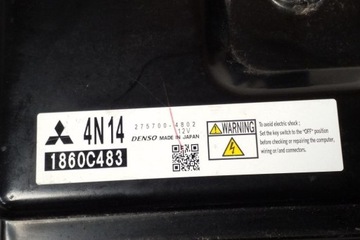 4N14
1860C483
275700-4802
12V
DENSO MADE IN JAPAN
WARNING
To avoid electric shock ;
Set the key switch to the "OFF" position
before checking or repairing the computer,
wiring or/and connectors.